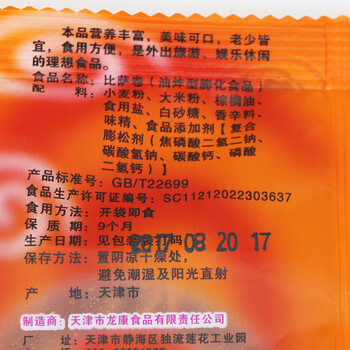 本品营养丰富，美味可口，老少皆
宜，食用方便，是外出旅游、娱乐休闲
的理想食品。
食品名称：比萨卷（油炸型膨化食品）
配料：小麦粉、大米粉、棕榈油、
食用盐、白砂糖、香辛料、
味精、食品添加剂【复合
膨松剂（焦磷酸二氢二钠、
碳酸氢钠、碳酸钙、磷酸
二氢钙）】
产品标准号：GB/T22699
食品生产许可证编号：SC11212022303637
食用方法：开袋即食
保质期：9个月
生产日期：见包装袋打码
2017 08 20 17
保存方法：置阴凉干燥处，
避免潮湿及阳光直射
产地：天津市
制造商：天津市龙康食品有限责任公司
地址：天津市静海区独流莲花工业园